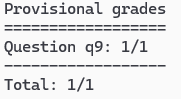 Provisional grades
==================
Question q9: 1/1
------------------
Total: 1/1